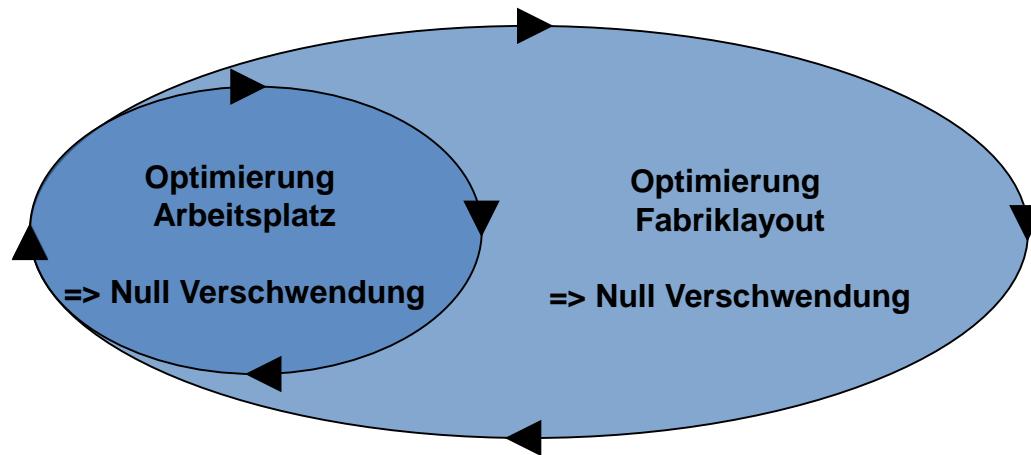 Optimierung
Arbeitsplatz
=> Null Verschwendung
Optimierung
Fabriklayout
=> Null Verschwendung